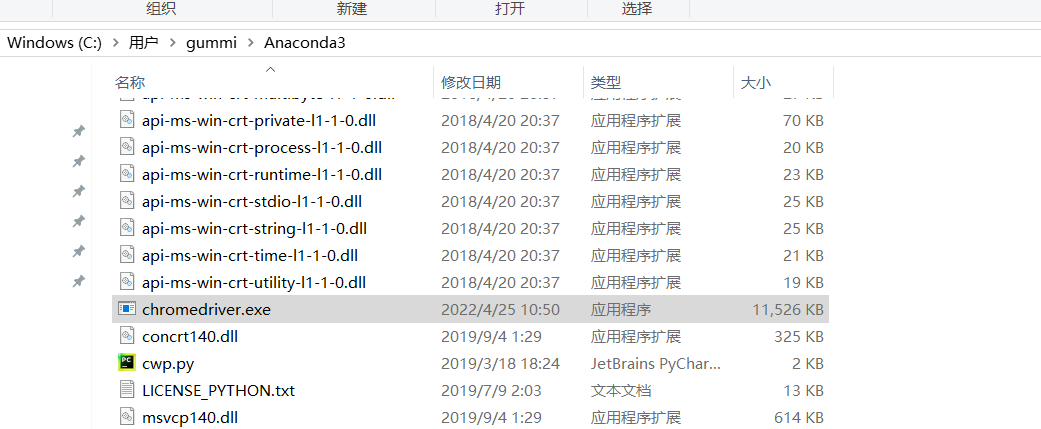 组织 新建 打开 选择
Windows (C:) > 用户 > gummi > Anaconda3
名称 修改日期 类型 大小
api-ms-win-crt-private-l1-1-0.dll 2018/4/20 20:37 应用程序扩展 70 KB
api-ms-win-crt-process-l1-1-0.dll 2018/4/20 20:37 应用程序扩展 20 KB
api-ms-win-crt-runtime-l1-1-0.dll 2018/4/20 20:37 应用程序扩展 23 KB
api-ms-win-crt-stdio-l1-1-0.dll 2018/4/20 20:37 应用程序扩展 25 KB
api-ms-win-crt-string-l1-1-0.dll 2018/4/20 20:37 应用程序扩展 25 KB
api-ms-win-crt-time-l1-1-0.dll 2018/4/20 20:37 应用程序扩展 21 KB
api-ms-win-crt-utility-l1-1-0.dll 2018/4/20 20:37 应用程序扩展 19 KB
chromedriver.exe 2022/4/25 10:50 应用程序 11,526 KB
concrt140.dll 2019/9/4 1:29 应用程序扩展 325 KB
cwp.py 2019/3/18 18:24 JetBrains PyChar... 2 KB
LICENSE_PYTHON.txt 2019/7/9 2:03 文本文档 13 KB
msvcp140.dll 2019/9/4 1:29 应用程序扩展 614 KB